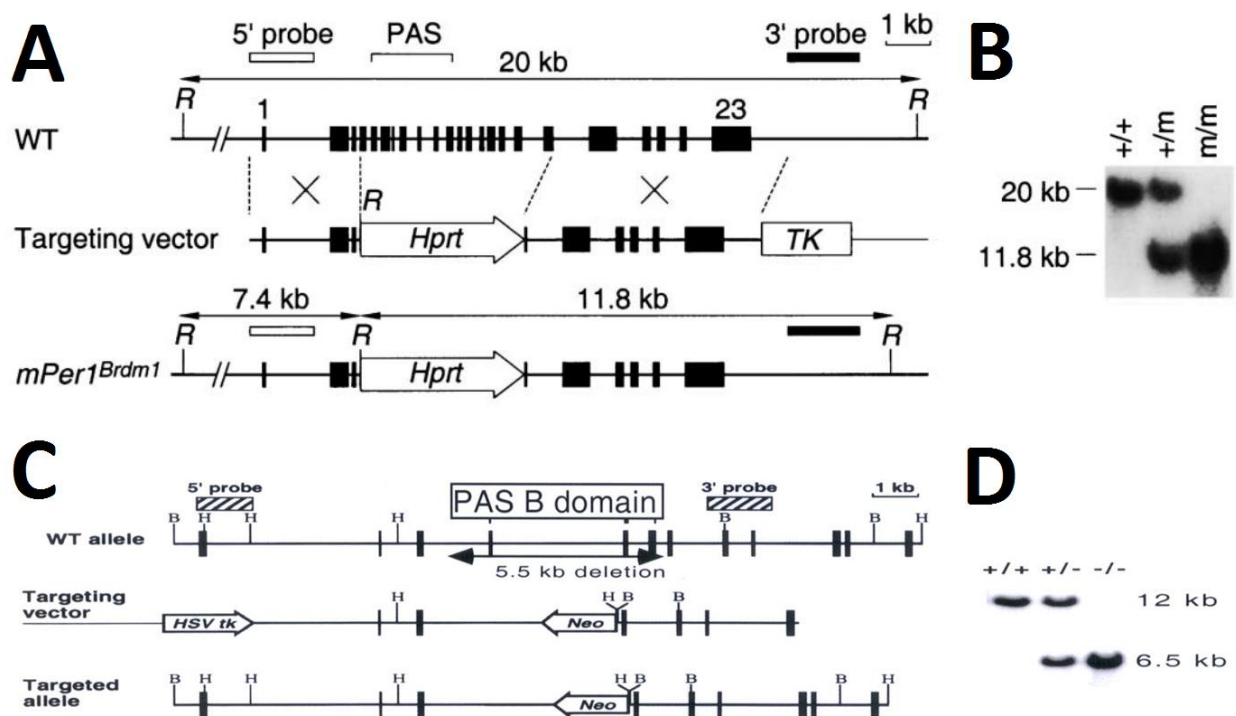 A
5' probe PAS 3' probe 1 kb
20 kb
R 1 23 R
WT
R
Targeting vector Hprt TK
7.4 kb 11.8 kb
R R R
mPer1Brdm1 Hprt
B
+/+ +/m m/m
20 kb
11.8 kb
C
5' probe PAS B domain 3' probe 1 kb
B H H H B B H
WT allele
5.5 kb deletion
Targeting
vector
H H B B
HSV tk Neo
Targeted
allele
B H H H H B B B H
Neo
D
+/+ +/- -/-
12 kb
6.5 kb